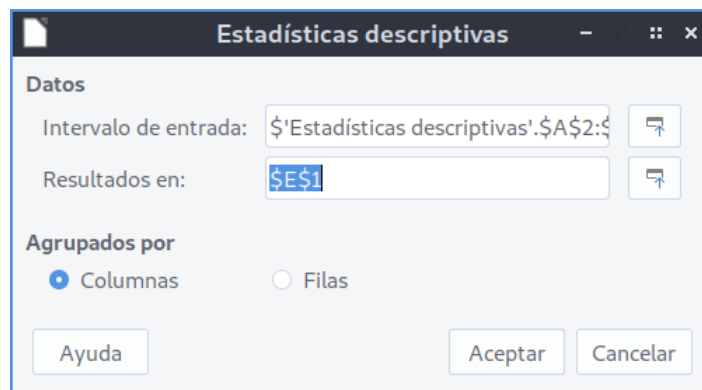 Estadísticas descriptivas
Datos
Intervalo de entrada: $'Estadísticas descriptivas'.$A$2:$
Resultados en: $E$1
Agrupados por
Columnas Filas
Ayuda Aceptar Cancelar